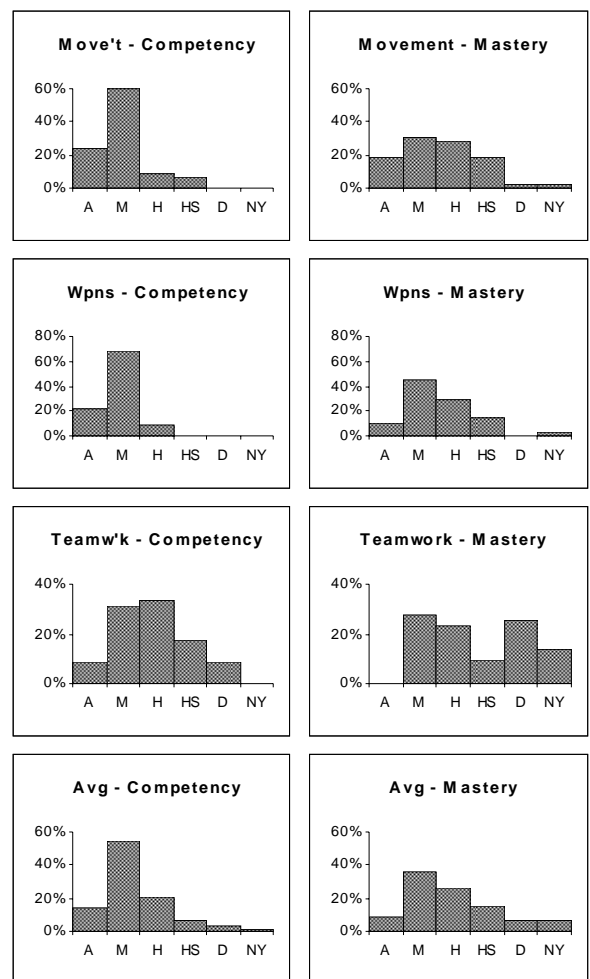 Move't - Competency
60%
40%
20%
0%
A M H HS D NY
Movement - Mastery
60%
40%
20%
0%
A M H HS D NY
Wpns - Competency
80%
60%
40%
20%
0%
A M H HS D NY
Wpns - Mastery
80%
60%
40%
20%
0%
A M H HS D NY
Teamw'k - Competency
40%
20%
0%
A M H HS D NY
Teamwork - Mastery
40%
20%
0%
A M H HS D NY
Avg - Competency
60%
40%
20%
0%
A M H HS D NY
Avg - Mastery
60%
40%
20%
0%
A M H HS D NY